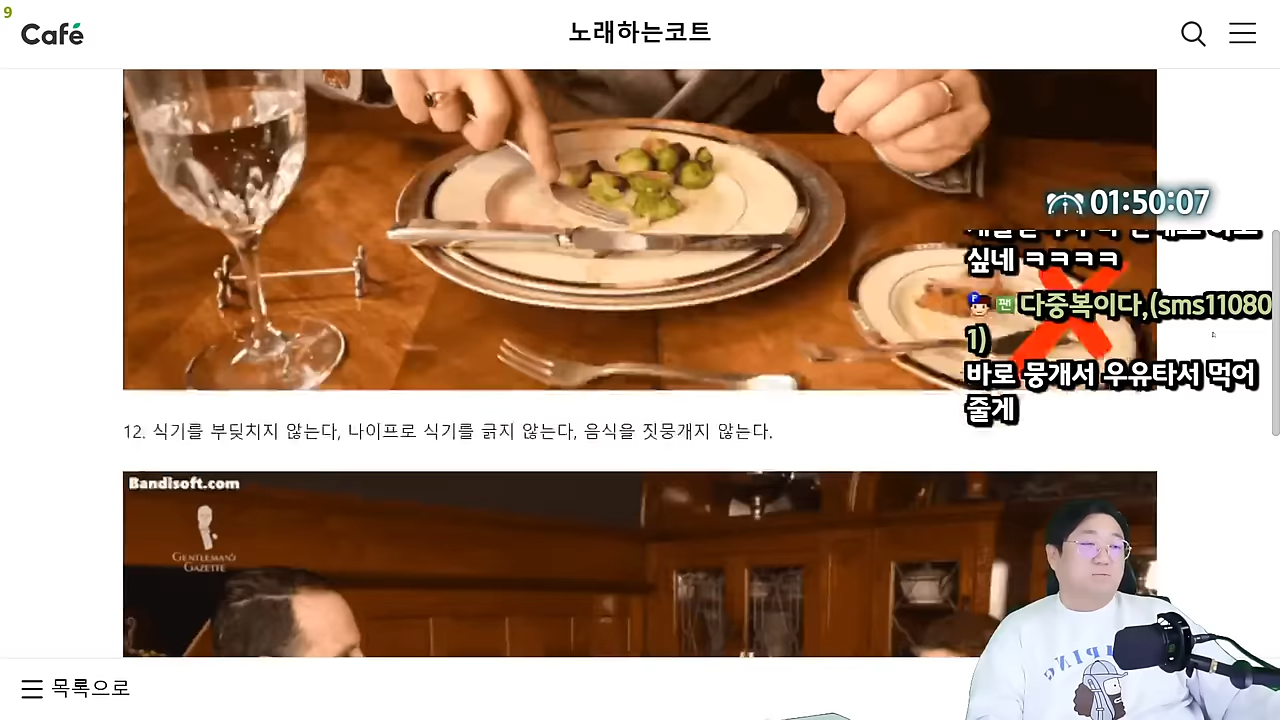 9
Café
노래하는코트
01:50:07
싶네 ㅋㅋㅋㅋ
팬 다중복이다,(sms11080
1)
바로 뭉개서 우유타서 먹어
줄게
12. 식기를 부딪치지 않는다, 나이프로 식기를 긁지 않는다, 음식을 짓뭉개지 않는다.
Bandisoft.com
GENTLEMAN'S
GAZETTE
목록으로